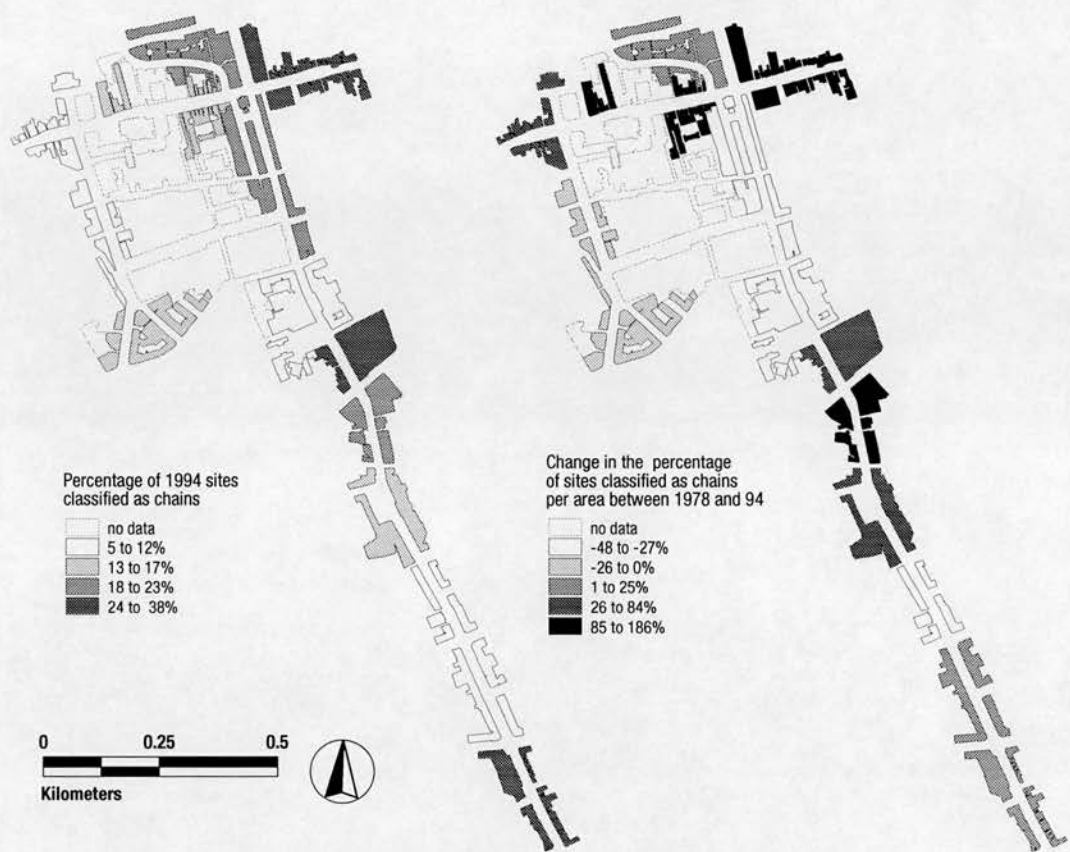 Percentage of 1994 sites
classified as chains
no data
5 to 12%
13 to 17%
18 to 23%
24 to 38%
Change in the percentage
of sites classified as chains
per area between 1978 and 94
no data
-48 to -27%
-26 to 0%
1 to 25%
26 to 84%
85 to 186%
0 0.25 0.5
Kilometers